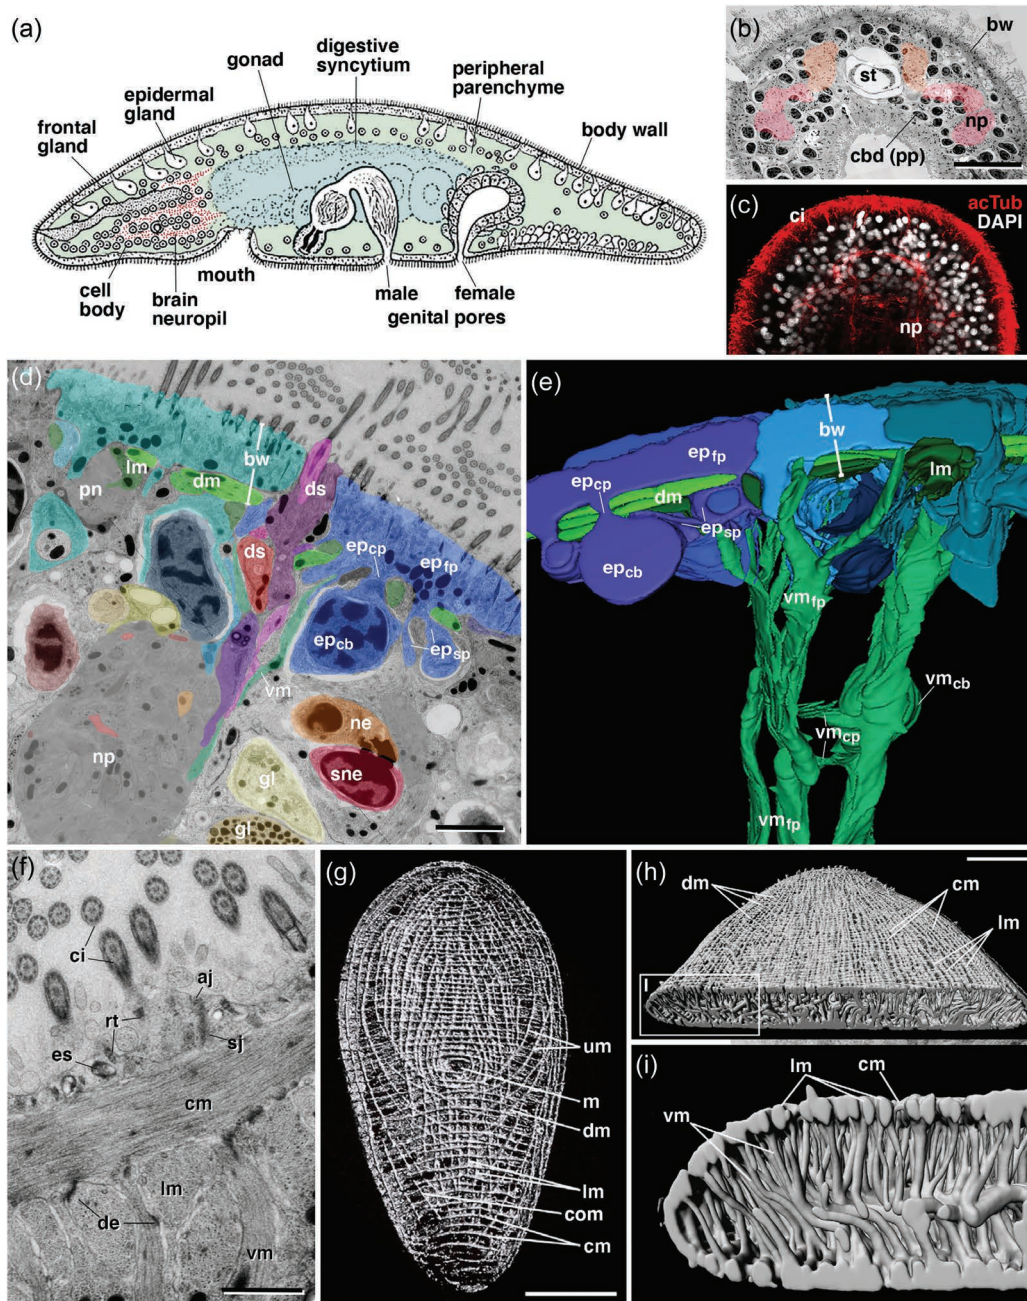 (a)
gonad
digestive
syncytium
peripheral
parenchyme
epidermal
gland
frontal
gland
body wall
cell
body
brain
neuropil
mouth
male
female
genital pores
(b)
bw
st
np
cbd (pp)
(c)
ci
acTub
DAPI
np
(d)
bw
lm
dm
ds
pn
ds
ep cp
ep fp
ep cb
ep sp
vm
ne
np
gl
sne
gl
(e)
bw
ep fp
lm
ep cp
dm
ep sp
ep cb
vm fp
vm cb
vm cp
vm fp
(f)
ci
aj
rt
sj
es
cm
lm
de
vm
(g)
um
m
dm
lm
com
cm
(h)
dm
cm
lm
I
(i)
lm
cm
vm